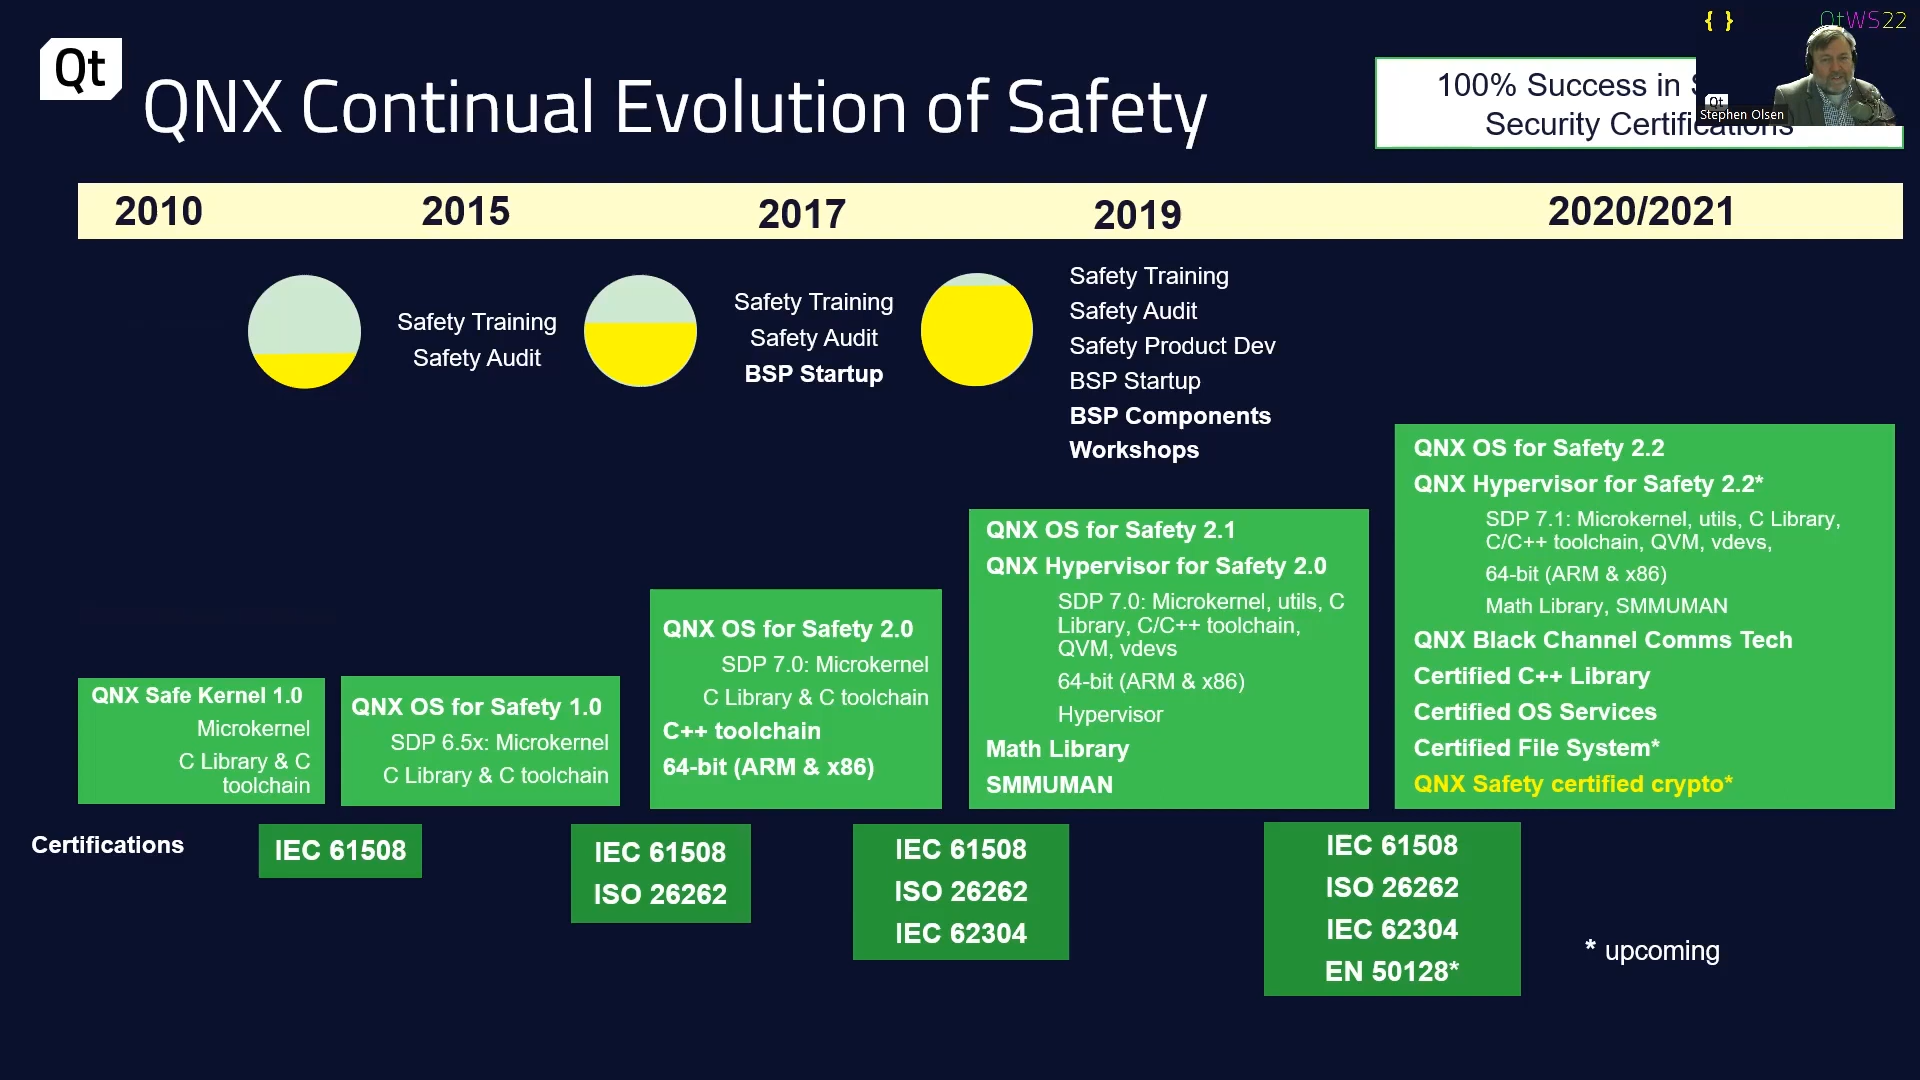 { }
QtWS22
Qt
QNX Continual Evolution of Safety
100% Success in
Security Certifications
Qt
Stephen Olsen
2010
2015
2017
2019
2020/2021
Safety Training
Safety Audit
Safety Training
Safety Audit
BSP Startup
Safety Training
Safety Audit
Safety Product Dev
BSP Startup
BSP Components
Workshops
QNX Safe Kernel 1.0
Microkernel
C Library & C
toolchain
QNX OS for Safety 1.0
SDP 6.5x: Microkernel
C Library & C toolchain
QNX OS for Safety 2.0
SDP 7.0: Microkernel
C Library & C toolchain
C++ toolchain
64-bit (ARM & x86)
QNX OS for Safety 2.1
QNX Hypervisor for Safety 2.0
SDP 7.0: Microkernel, utils, C
Library, C/C++ toolchain,
QVM, vdevs
64-bit (ARM & x86)
Hypervisor
Math Library
SMMUMAN
QNX OS for Safety 2.2
QNX Hypervisor for Safety 2.2*
SDP 7.1: Microkernel, utils, C Library,
C/C++ toolchain, QVM, vdevs,
64-bit (ARM & x86)
Math Library, SMMUMAN
QNX Black Channel Comms Tech
Certified C++ Library
Certified OS Services
Certified File System*
QNX Safety certified crypto*
Certifications
IEC 61508
IEC 61508
ISO 26262
IEC 61508
ISO 26262
IEC 62304
IEC 61508
ISO 26262
IEC 62304
EN 50128*
* upcoming